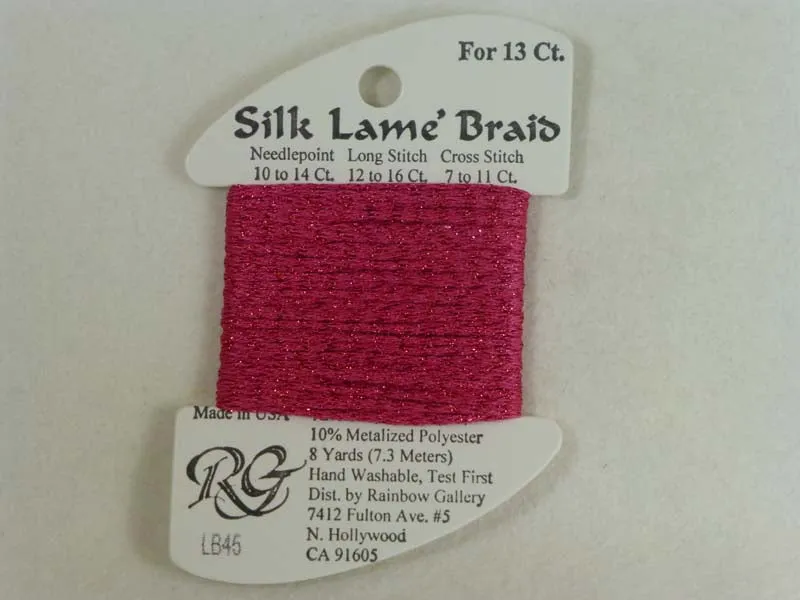 For 13 Ct.
Silk Lame' Braid
Needlepoint Long Stitch Cross Stitch
10 to 14 Ct. 12 to 16 Ct. 7 to 11 Ct.
Made in USA
10% Metalized Polyester
8 Yards (7.3 Meters)
Hand Washable, Test First
Dist. by Rainbow Gallery
7412 Fulton Ave. #5
N. Hollywood
CA 91605
RG
LB45